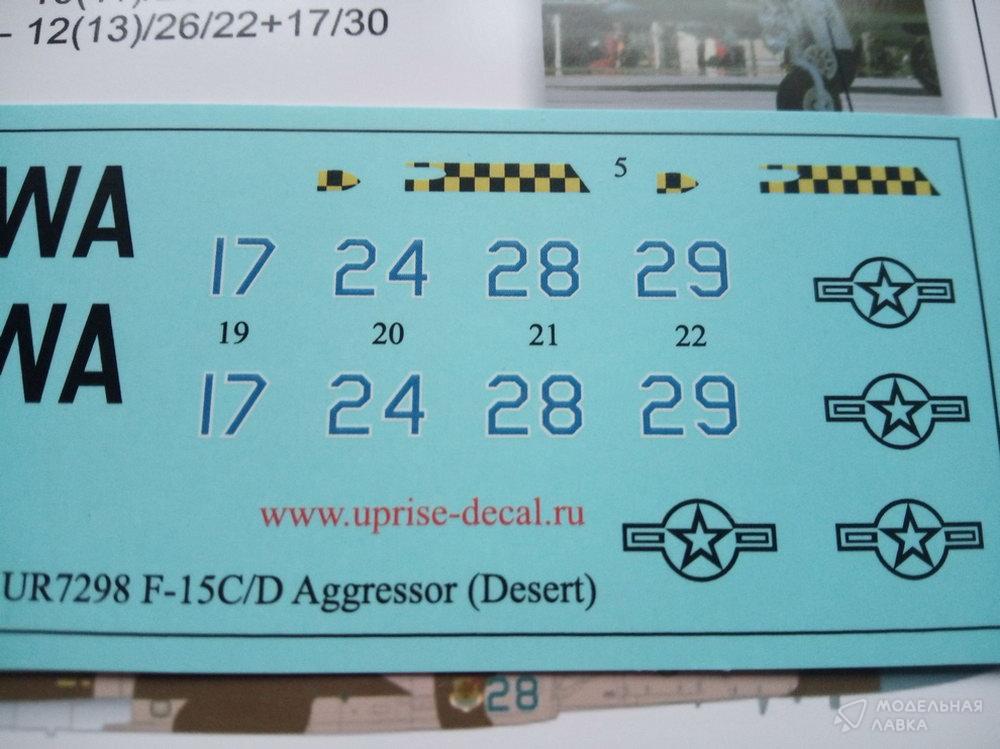 - 12(13)/26/22+17/30
WA
5
17 24 28 29
19 20 21 22
WA
17 24 28 29
www.uprise-decal.ru
UR7298 F-15C/D Aggressor (Desert)
28
МОДЕЛЬНАЯ
ЛАВКА